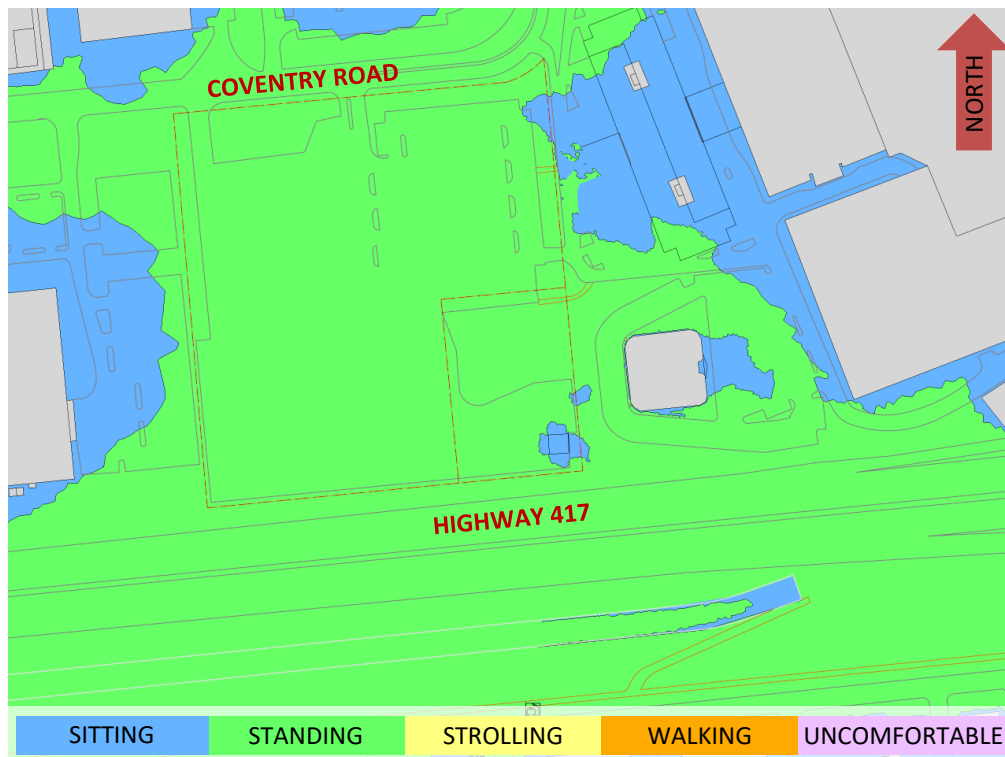 COVENTRY ROAD
NORTH
HIGHWAY 417
SITTING
STANDING
STROLLING
WALKING
UNCOMFORTABLE